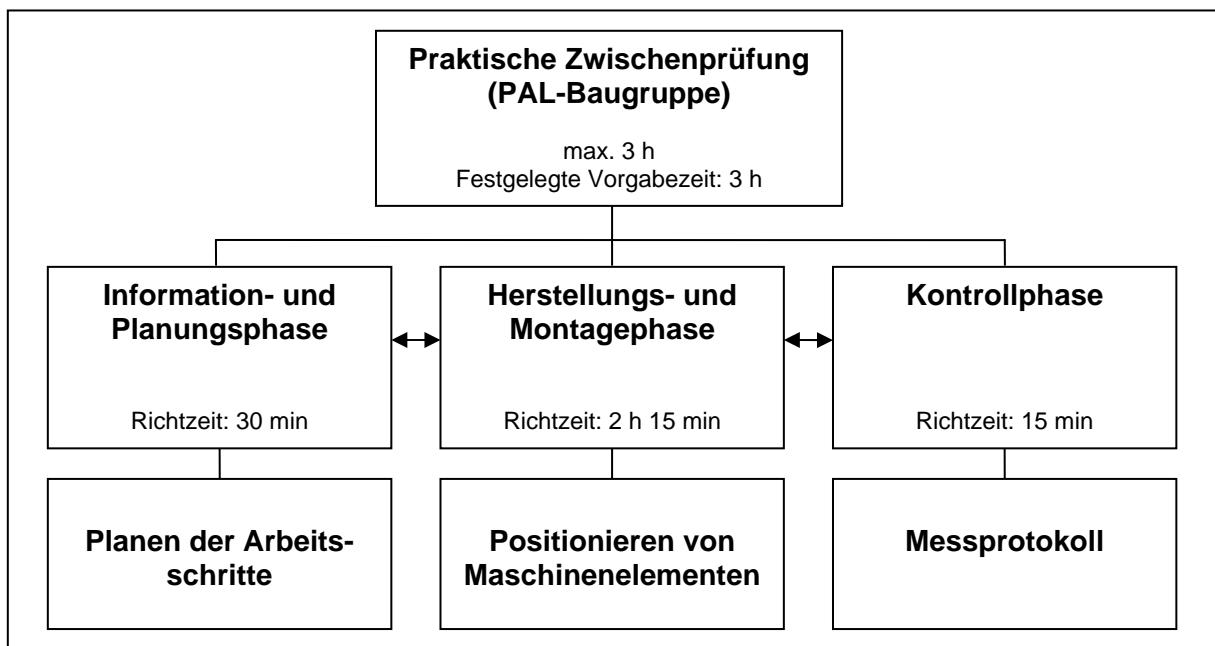 Praktische Zwischenprüfung
(PAL-Baugruppe)
max. 3 h
Festgelegte Vorgabezeit: 3 h
Information- und
Planungsphase
Richtzeit: 30 min
Herstellungs- und
Montagephase
Richtzeit: 2 h 15 min
Kontrollphase
Richtzeit: 15 min
Planen der Arbeits-
schritte
Positionieren von
Maschinenelementen
Messprotokoll